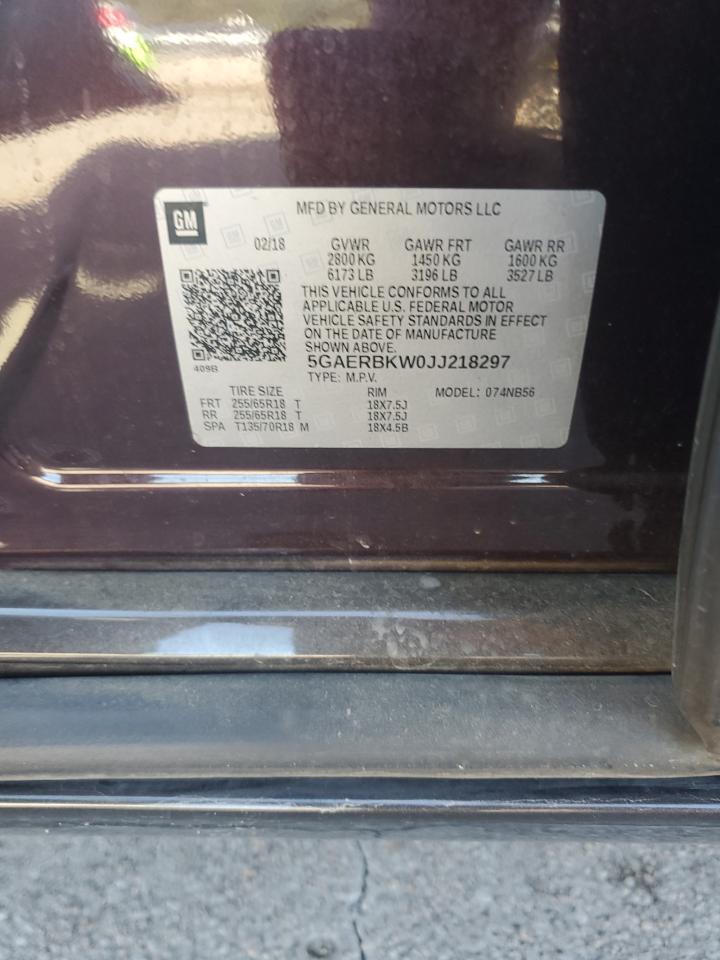 GM
MFD BY GENERAL MOTORS LLC
02/18 GVWR GAWR FRT GAWR RR
2800 KG 1450 KG 1600 KG
6173 LB 3196 LB 3527 LB
THIS VEHICLE CONFORMS TO ALL
APPLICABLE U.S. FEDERAL MOTOR
VEHICLE SAFETY STANDARDS IN EFFECT
ON THE DATE OF MANUFACTURE
SHOWN ABOVE.
409B
5GAERBKW0JJ218297
TYPE: M.P.V.
TIRE SIZE RIM MODEL: 074NB56
FRT 255/65R18 T 18X7.5J
RR 255/65R18 T 18X7.5J
SPA T135/70R18 M 18X4.5B